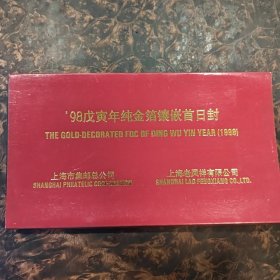 '98戊寅年纯金箔镶嵌首日封
THE GOLD-DECORATED FDC OF DING WU YIN YEAR (1998)
上海市集邮总公司 上海老凤祥有限公司
SHANGHAI PHILATELIC CORPORATION SHANGHAI LAO FENGXIANG CO.,LTD.